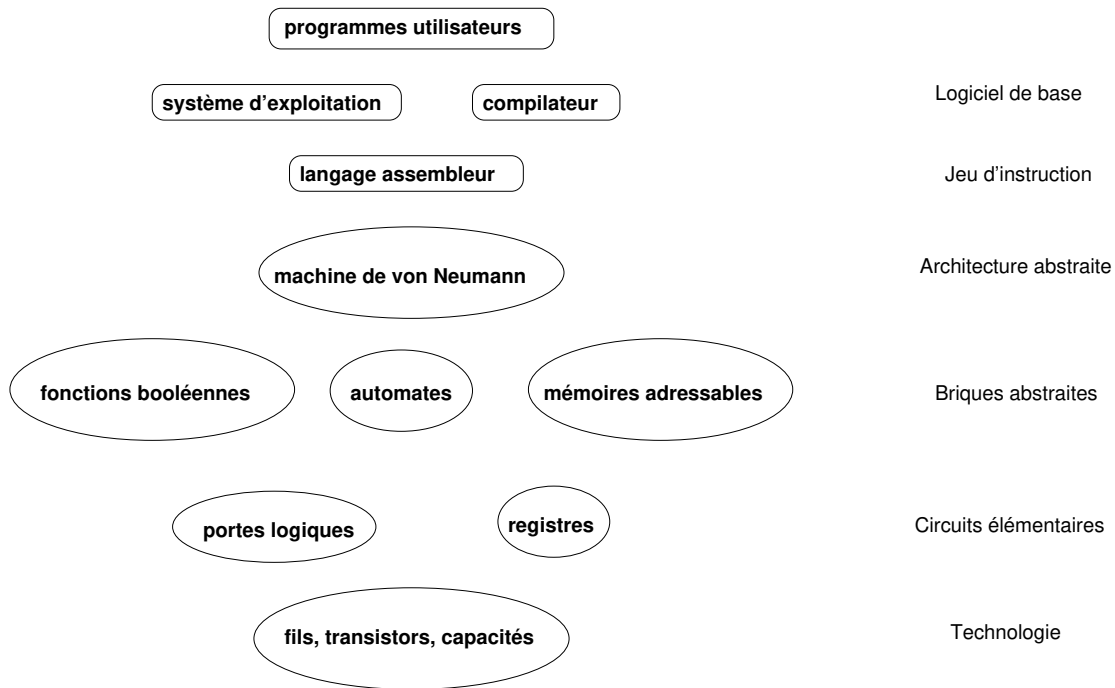 programmes utilisateurs
système d'exploitation compilateur Logiciel de base
langage assembleur Jeu d'instruction
machine de von Neumann Architecture abstraite
fonctions booléennes automates mémoires adressables Briques abstraites
portes logiques registres Circuits élémentaires
fils, transistors, capacités Technologie